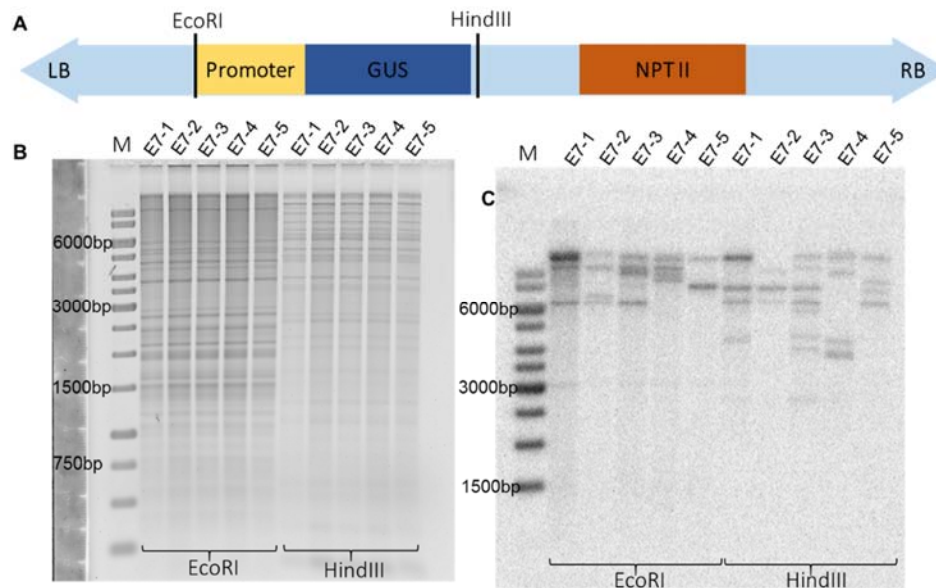 A
EcoRI
HindIII
LB
Promoter
GUS
NPT II
RB
B
M
E7-1
E7-2
E7-3
E7-4
E7-5
E7-1
E7-2
E7-3
E7-4
E7-5
6000bp
3000bp
1500bp
750bp
EcoRI
HindIII
C
M
E7-1
E7-2
E7-3
E7-4
E7-5
E7-1
E7-2
E7-3
E7-4
E7-5
6000bp
3000bp
1500bp
EcoRI
HindIII